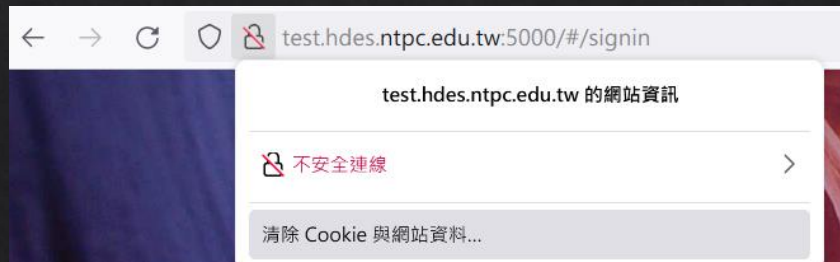 test.hdes.ntpc.edu.tw:5000/#/signin
test.hdes.ntpc.edu.tw 的網站資訊
不安全連線
清除 Cookie 與網站資料...